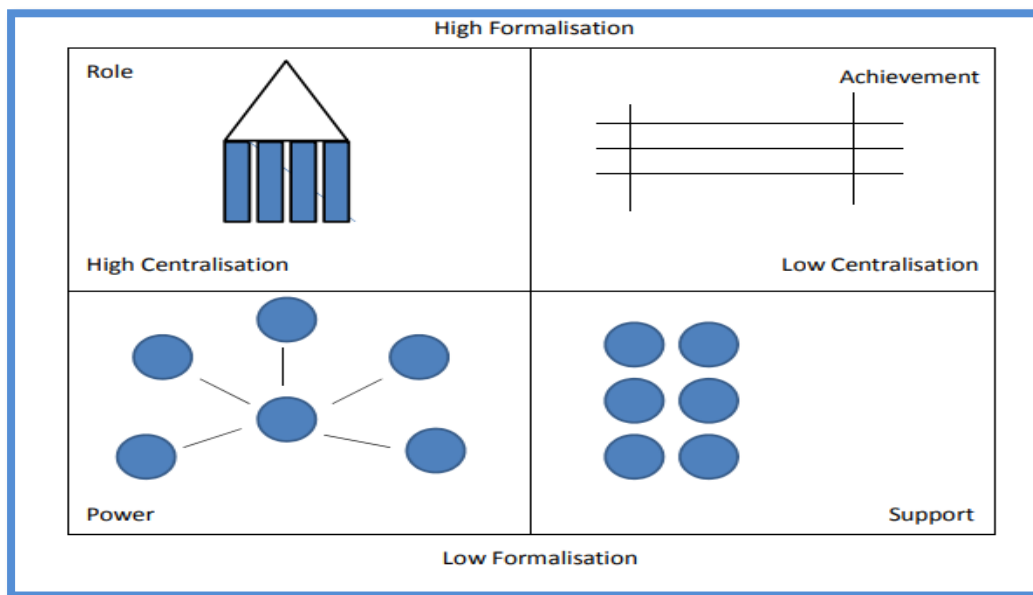 High Formalisation
Role
Achievement
High Centralisation
Low Centralisation
Power
Support
Low Formalisation